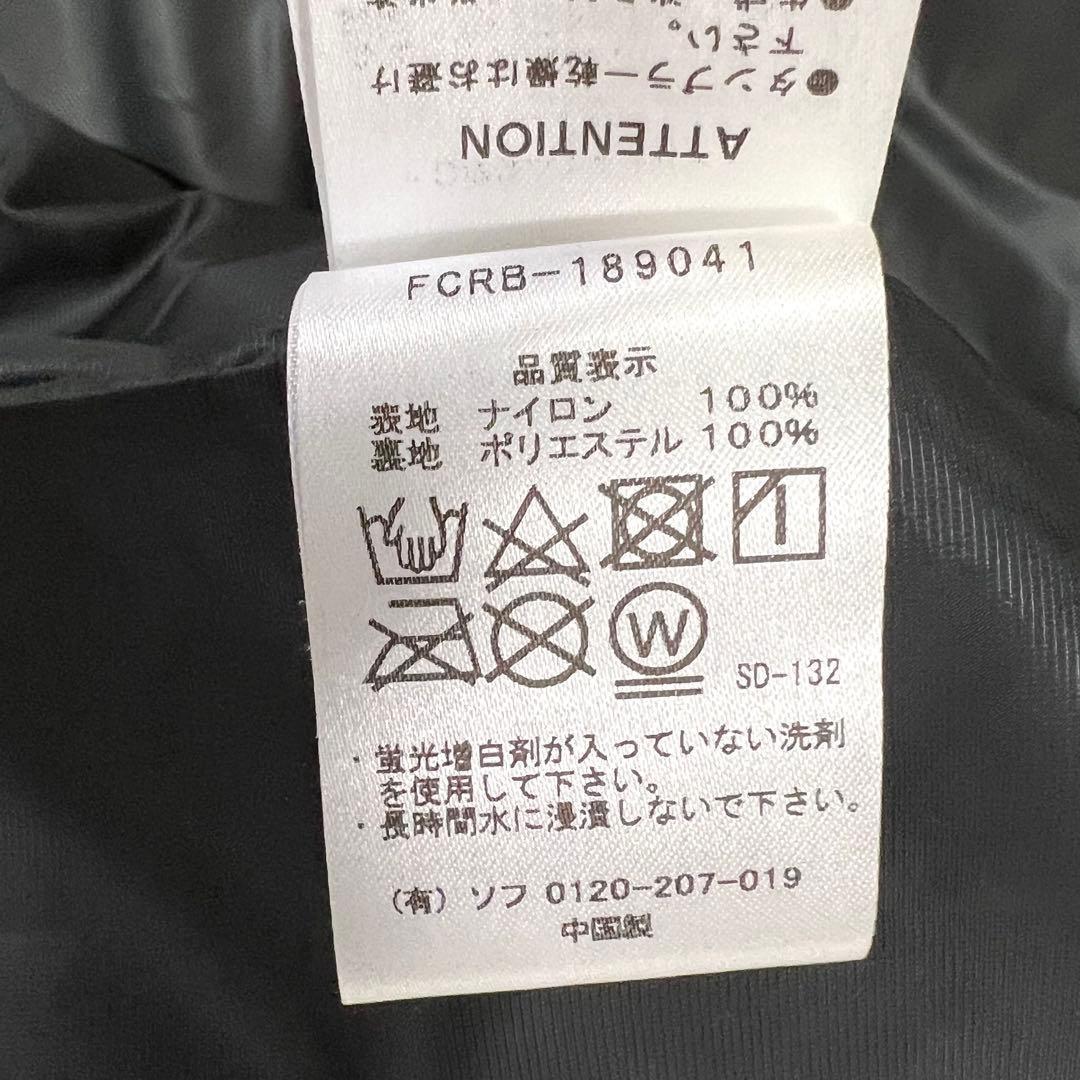 ATTENTION
●タンブラー乾燥はお避け
下さい。
FCRB-189041
品質表示
表地 ナイロン 100%
裏地 ポリエステル 100%
W
SD-132
・蛍光増白剤が入っていない洗剤
を使用して下さい。
・長時間水に浸漬しないで下さい。
(有)ソフ 0120-207-019
中国製